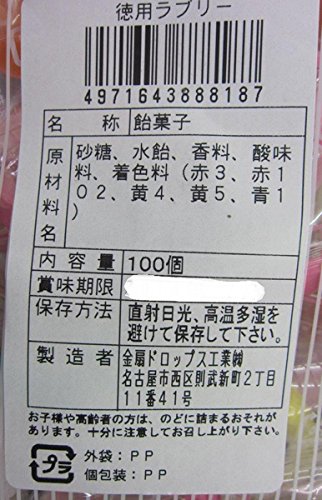 徳用ラブリー
4971643888187
名称 飴菓子
原材料名 砂糖、水飴、香料、酸味
料、着色料(赤3、赤1
02、黄4、黄5、青1)
内容量 100個
賞味期限
保存方法 直射日光、高温多湿を
避けて保存して下さい。
製造者 金扇ドロップス工業㈱
名古屋市西区則武新町2丁目
11番41号
お子様や高齢者の方は、のどに詰まるおそれが
あります。十分に注意してお召し上がり下さい。
プラ
外袋:PP
個包装:PP